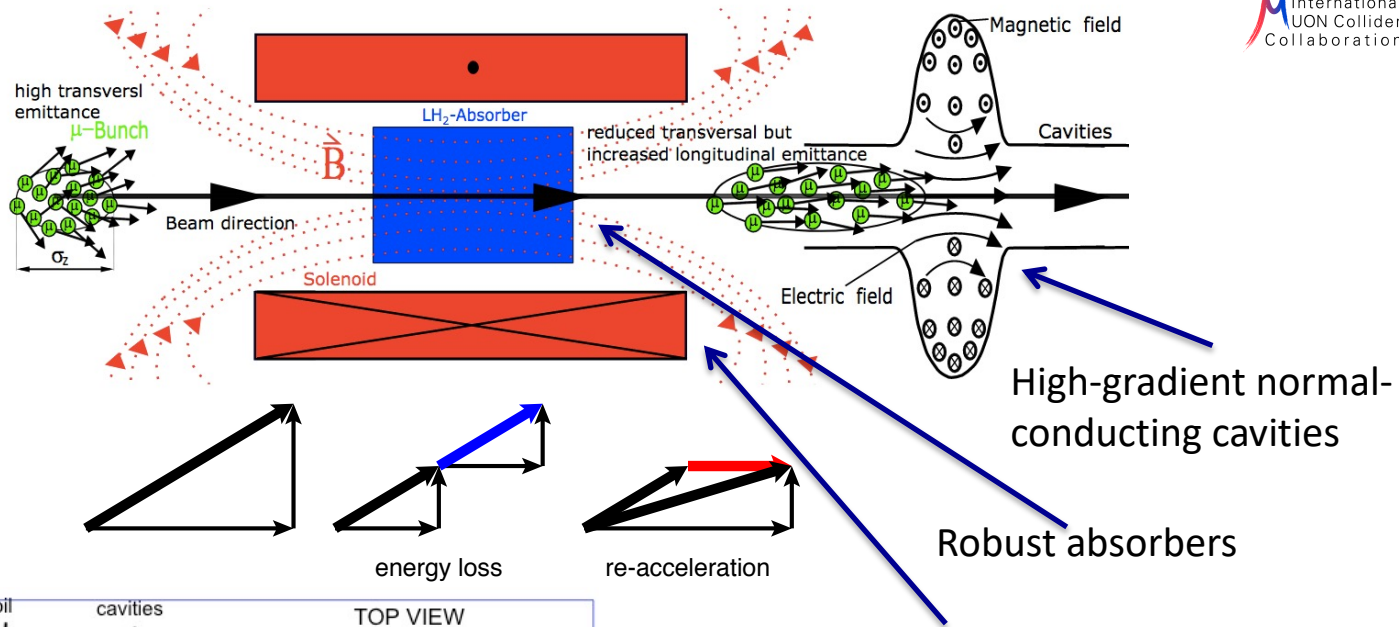 International
UON Collider
Collaboration
Magnetic field
high transversl
emittance
μ-Bunch
LH₂-Absorber
reduced transversal but
increased longitudinal emittance
Cavities
B
Beam direction
σz
Solenoid
Electric field
High-gradient normal-
conducting cavities
Robust absorbers
energy loss
re-acceleration
oil
cavities
TOP VIEW